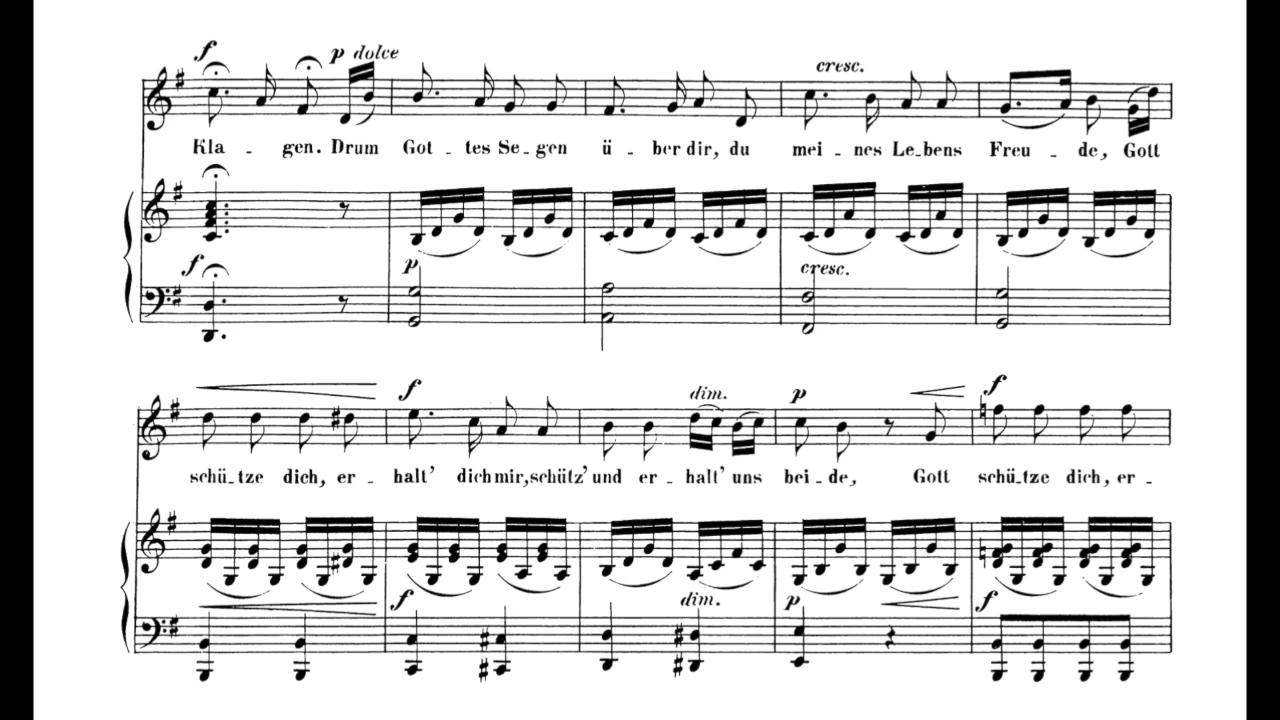 f p dolce cresc.
Kla - gen. Drum Got - tes Se - gen ü - ber dir, du mei - nes Le - bens Freu - de, Gott
f p cresc.
f dim. p f
schü - tze dich, er - halt' dich mir, schütz' und er - halt' uns bei - de, Gott schü - tze dich, er -
f dim. p f